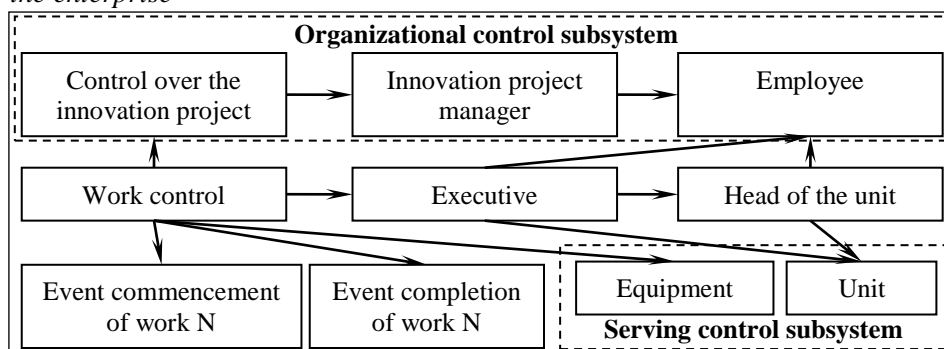 the enterprise
Organizational control subsystem
Control over the
innovation project
Innovation project
manager
Employee
Work control
Executive
Head of the unit
Event commencement
of work N
Event completion
of work N
Equipment
Unit
Serving control subsystem